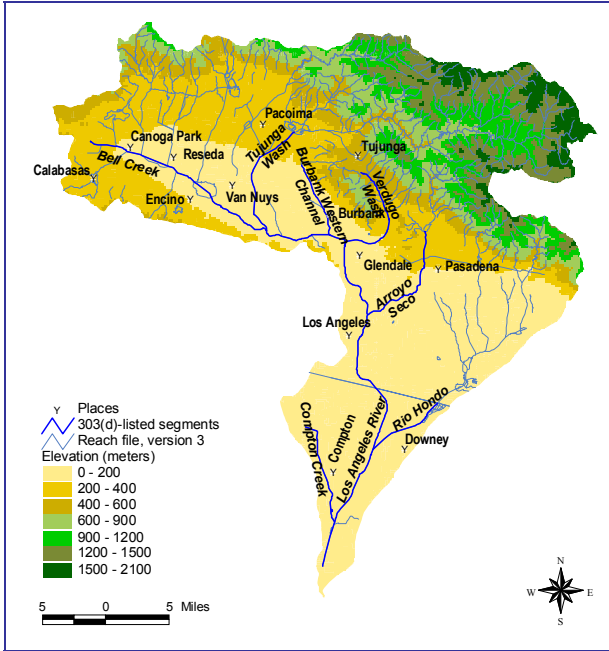 Pacoima
Canoga Park
Tujunga
Wash
Tujunga
Reseda
Bell Creek
Calabasas
Burbank Western
Channel
Verdugo
Wash
Encino
Van Nuys
Burbank
Glendale
Pasadena
Arroyo
Seco
Los Angeles
Rio Hondo
Compton Creek
Compton
Los Angeles River
Downey
Places
303(d)-listed segments
Reach file, version 3
Elevation (meters)
0 - 200
200 - 400
400 - 600
600 - 900
900 - 1200
1200 - 1500
1500 - 2100
5 0 5 Miles
N
W E
S